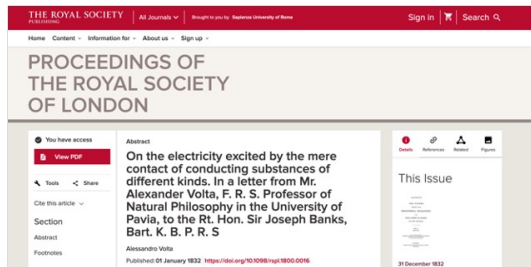 THE ROYAL SOCIETY
PUBLISHING
All Journals
Brought to you by Sapienza University of Rome
Sign in
Search
Home Content Information for About us Sign up
PROCEEDINGS OF
THE ROYAL SOCIETY
OF LONDON
You have access
View PDF
Tools Share
Cite this article
Section
Abstract
Footnotes
Abstract
On the electricity excited by the mere
contact of conducting substances of
different kinds. In a letter from Mr.
Alexander Volta, F. R. S. Professor of
Natural Philosophy in the University of
Pavia, to the Rt. Hon. Sir Joseph Banks,
Bart. K. B. P. R. S
Alessandro Volta
Published: 01 January 1832 https://doi.org/10.1098/rspl.1800.0016
Details References Related Figures
This Issue
31 December 1832